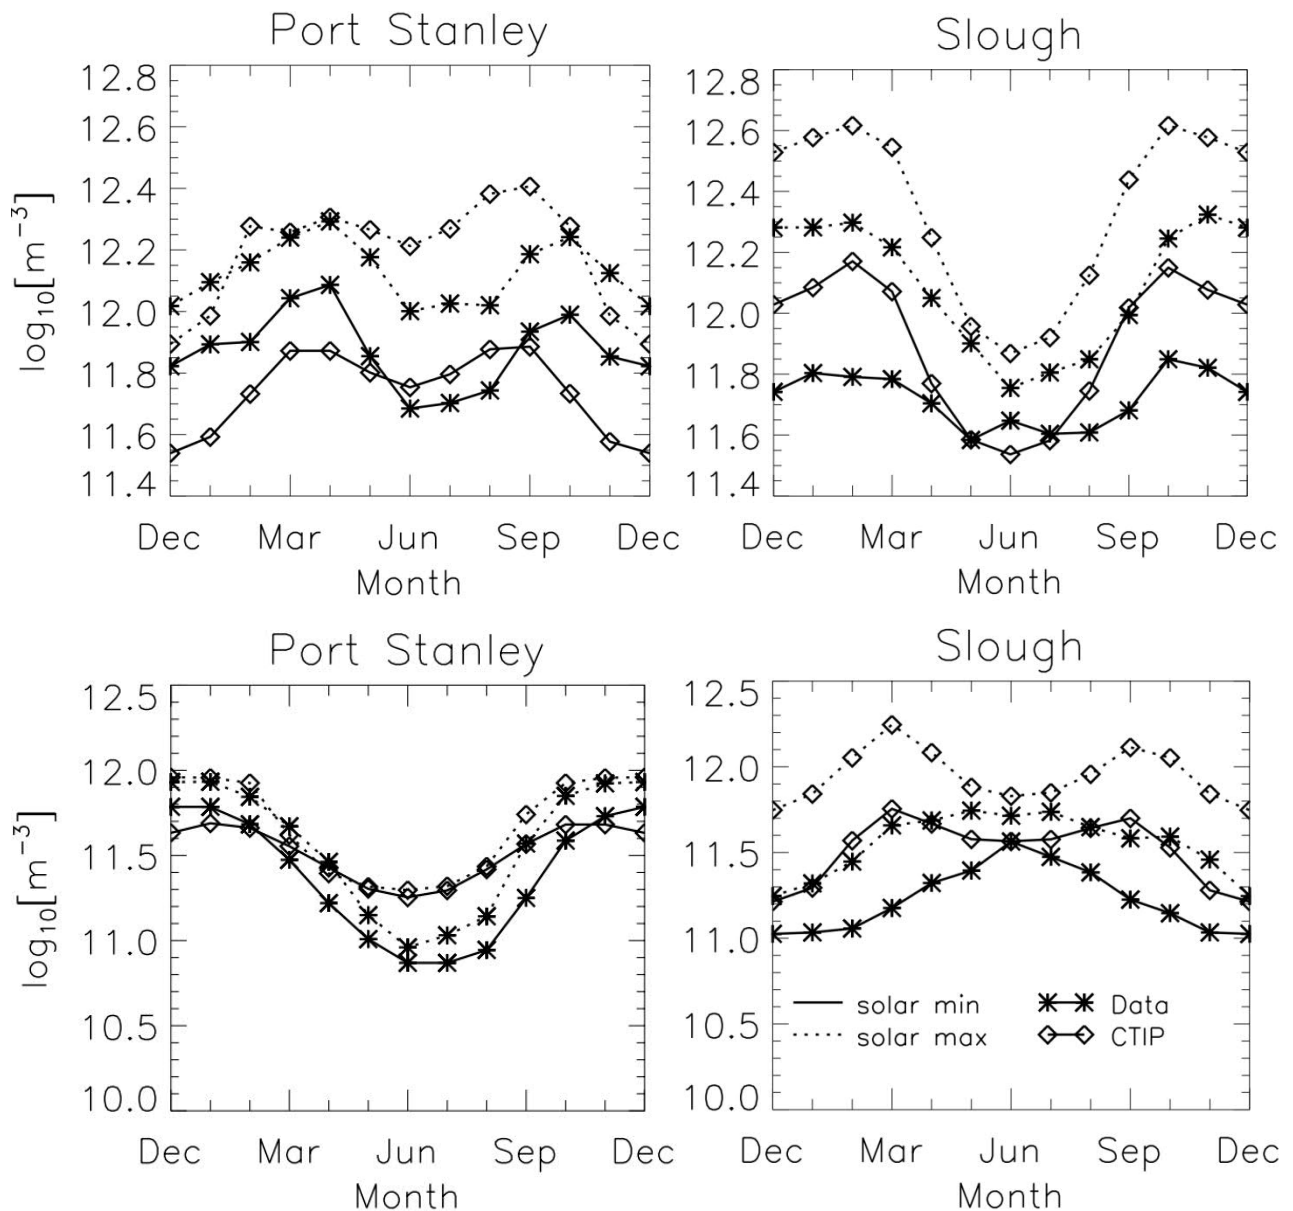 Port Stanley
12.8
12.6
12.4
12.2
12.0
11.8
11.6
11.4
log10[m−3]
Dec Mar Jun Sep Dec
Month
Slough
12.8
12.6
12.4
12.2
12.0
11.8
11.6
11.4
Dec Mar Jun Sep Dec
Month
Port Stanley
12.5
12.0
11.5
11.0
10.5
10.0
log10[m−3]
Dec Mar Jun Sep Dec
Month
Slough
12.5
12.0
11.5
11.0
10.5
10.0
solar min
solar max
Data
CTIP
Dec Mar Jun Sep Dec
Month